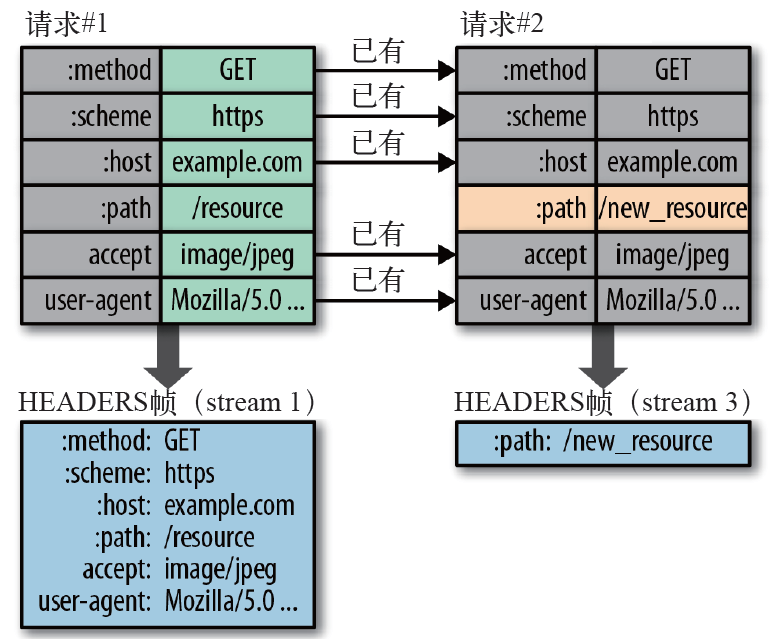 请求#1
:method GET
:scheme https
:host example.com
:path /resource
accept image/jpeg
user-agent Mozilla/5.0 ...
已有
已有
已有
已有
已有
请求#2
:method GET
:scheme https
:host example.com
:path /new_resource
accept image/jpeg
user-agent Mozilla/5.0 ...
HEADERS帧（stream 1）
:method: GET
:scheme: https
:host: example.com
:path: /resource
accept: image/jpeg
user-agent: Mozilla/5.0 ...
HEADERS帧（stream 3）
:path: /new_resource